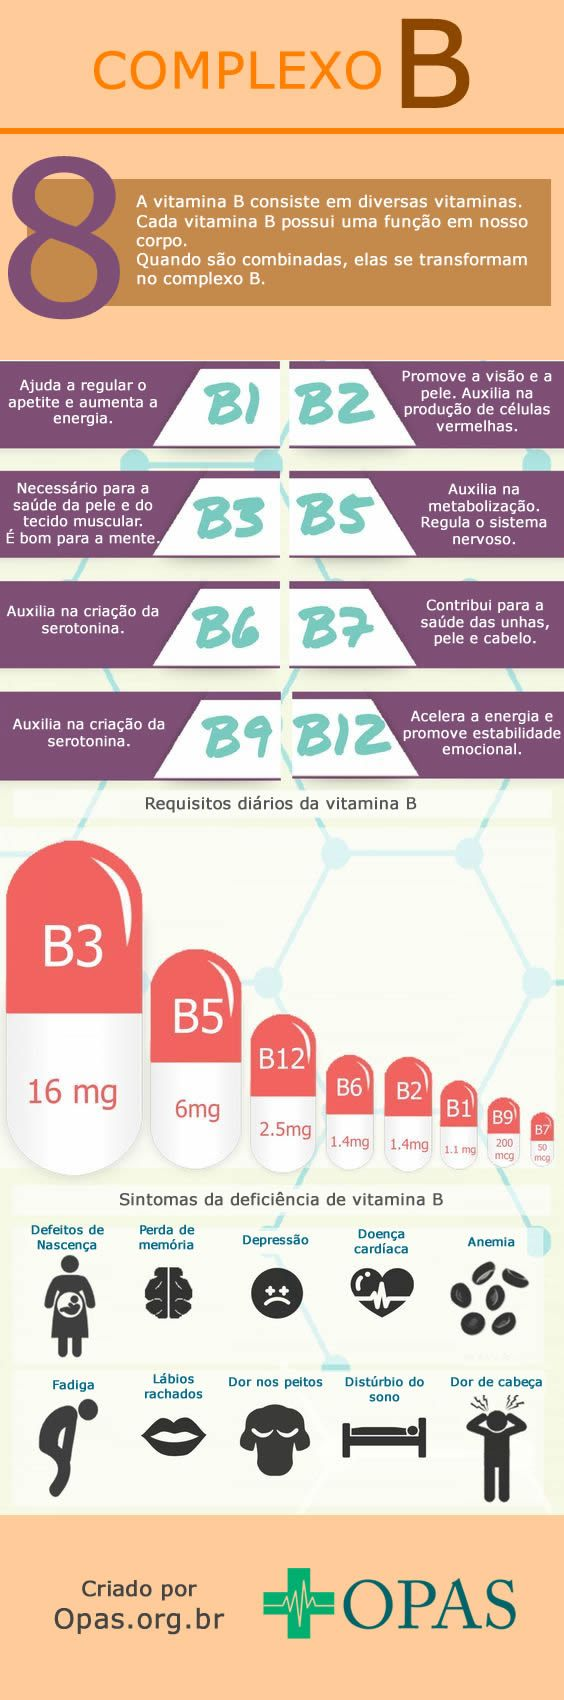 COMPLEXO B
8
A vitamina B consiste em diversas vitaminas.
Cada vitamina B possui uma função em nosso
corpo.
Quando são combinadas, elas se transformam
no complexo B.
Ajuda a regular o
apetite e aumenta a
energia.
B1
B2
Promove a visão e a
pele. Auxilia na
produção de células
vermelhas.
Necessário para a
saúde da pele e do
tecido muscular.
É bom para a mente.
B3
B5
Auxilia na
metabolização.
Regula o sistema
nervoso.
Auxilia na criação da
serotonina.
B6
B7
Contribui para a
saúde das unhas,
pele e cabelo.
Auxilia na criação da
serotonina.
B9
B12
Acelera a energia e
promove estabilidade
emocional.
Requisitos diários da vitamina B
B3
16 mg
B5
6mg
B12
2.5mg
B6
1.4mg
B2
1.4mg
B1
1.1 mg
B9
200
mcg
B7
50
mcg
Sintomas da deficiência de vitamina B
Defeitos de
Nascença
Perda de
memória
Depressão
Doença
cardíaca
Anemia
Fadiga
Lábios
rachados
Dor nos peitos
Distúrbio do
sono
Dor de cabeça
Criado por
Opas.org.br
OPAS